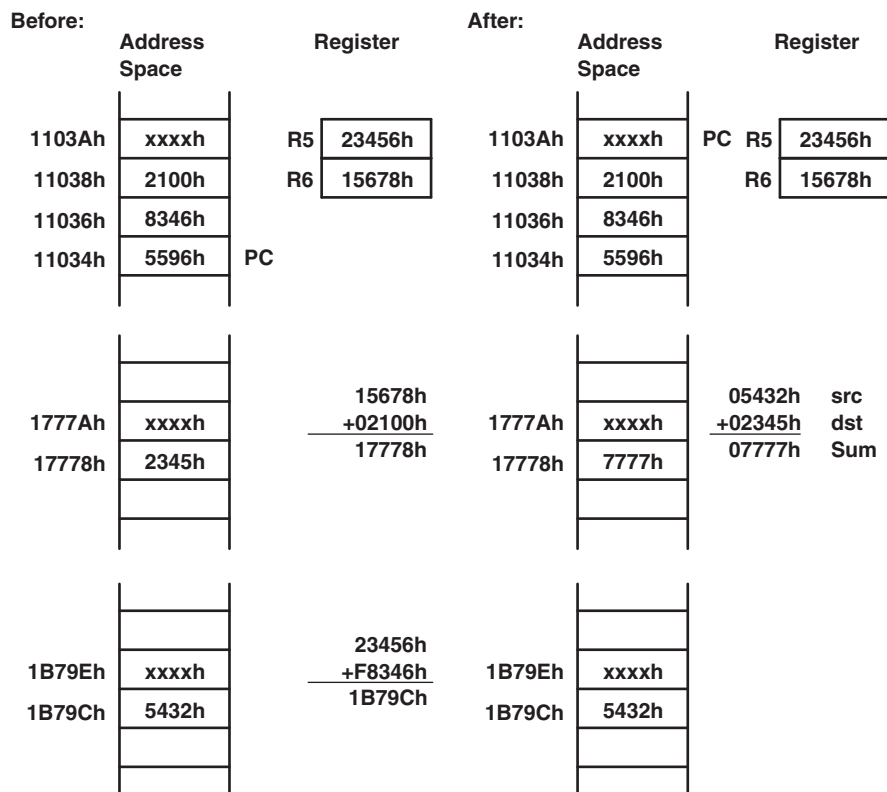 Before: After:
Address Register Address Register
Space Space
1103Ah xxxxh R5 23456h 1103Ah xxxxh PC R5 23456h
11038h 2100h R6 15678h 11038h 2100h R6 15678h
11036h 8346h 11036h 8346h
11034h 5596h PC 11034h 5596h
15678h 05432h src
1777Ah xxxxh +02100h 1777Ah xxxxh +02345h dst
17778h 2345h 17778h 17778h 7777h 07777h Sum
23456h
1B79Eh xxxxh +F8346h 1B79Eh xxxxh
1B79Ch 5432h 1B79Ch 1B79Ch 5432h